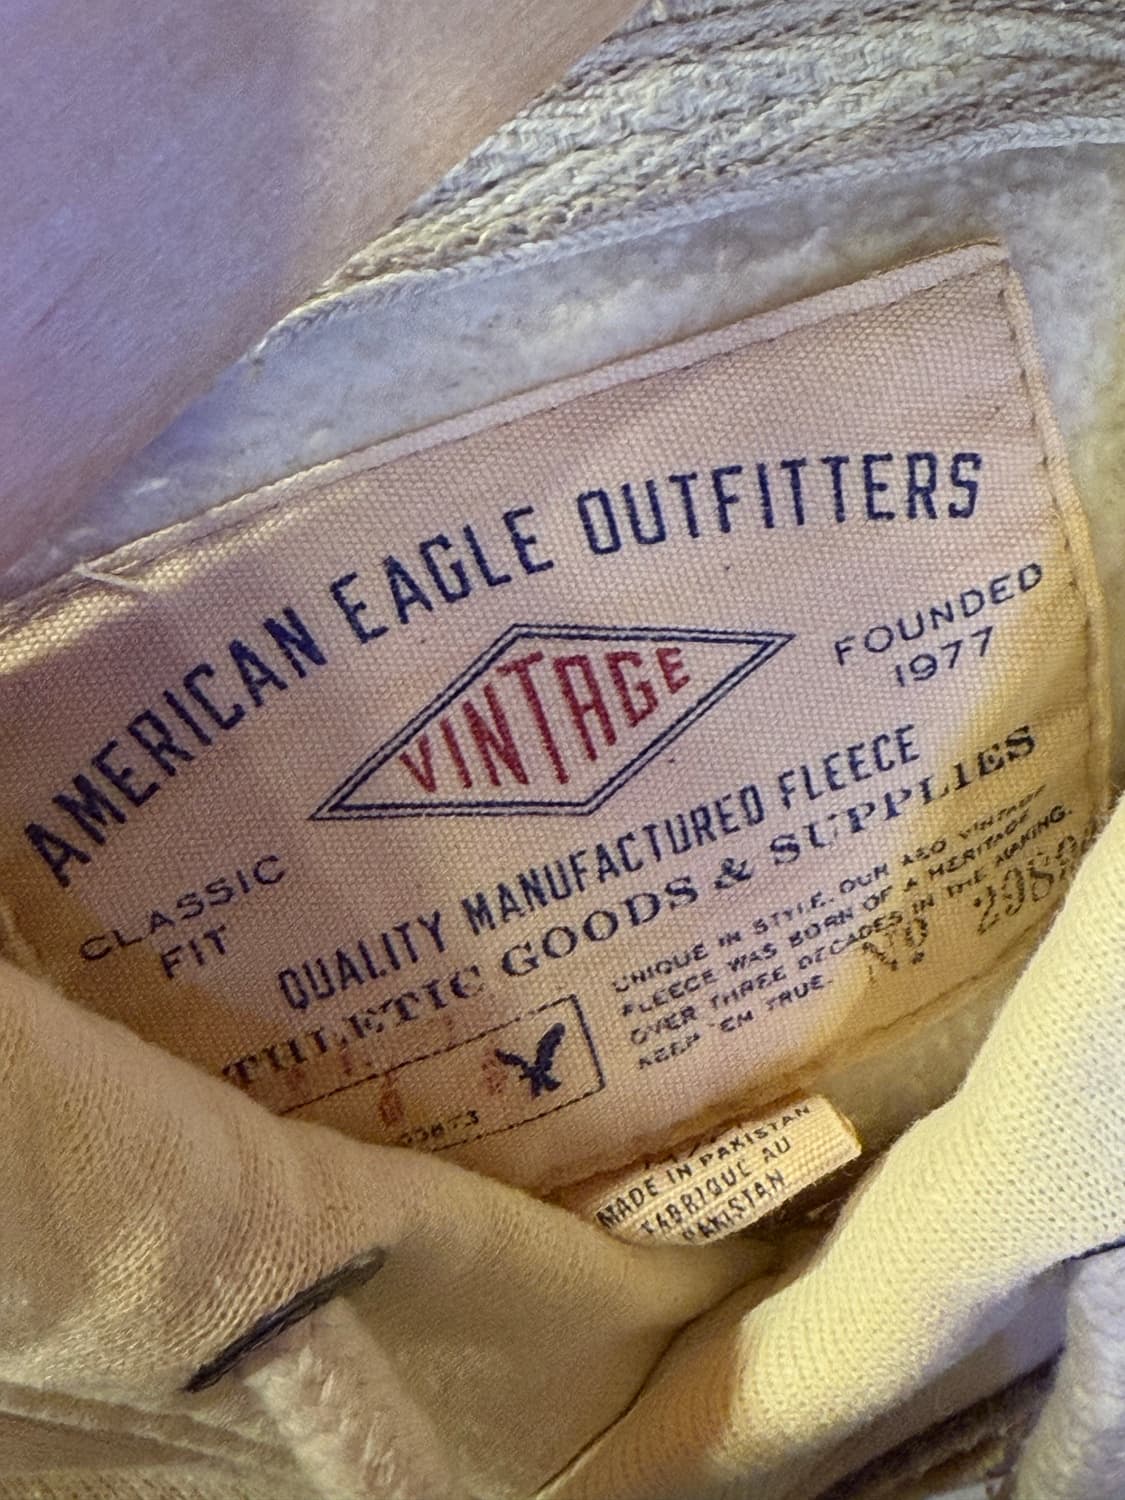 AMERICAN EAGLE OUTFITTERS
VINTAGE
FOUNDED
1977
CLASSIC
FIT
QUALITY MANUFACTURED FLEECE
GOODS & SUPPLIES
UNIQUE IN STYLE. OUR AEO VINTAGE
FLEECE WAS BORN OF A HERITAGE
OVER THREE DECADES IN THE MAKING.
KEEP 'EM TRUE.
Nº
MADE IN PAKISTAN
FABRIQUE AU
PAKISTAN